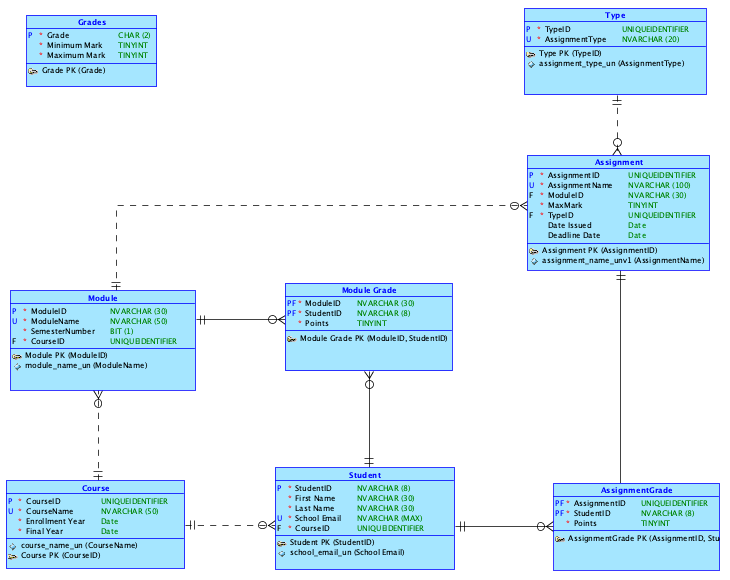 Grades
P * Grade CHAR (2)
* Minimum Mark TINYINT
* Maximum Mark TINYINT
Grade PK (Grade)
Type
P * TypeID UNIQUEIDENTIFIER
U * AssignmentType NVARCHAR (20)
Type PK (TypeID)
assignment_type_un (AssignmentType)
Assignment
P * AssignmentID UNIQUEIDENTIFIER
U * AssignmentName NVARCHAR (100)
F * ModuleID NVARCHAR (30)
* MaxMark TINYINT
F * TypeID UNIQUEIDENTIFIER
Date Issued Date
Deadline Date Date
Assignment PK (AssignmentID)
assignment_name_unv1 (AssignmentName)
Module
P * ModuleID NVARCHAR (30)
U * ModuleName NVARCHAR (50)
* SemesterNumber BIT (1)
F * CourseID UNIQUEIDENTIFIER
Module PK (ModuleID)
module_name_un (ModuleName)
Module Grade
PF * ModuleID NVARCHAR (30)
PF * StudentID NVARCHAR (8)
* Points TINYINT
Module Grade PK (ModuleID, StudentID)
Course
P * CourseID UNIQUEIDENTIFIER
U * CourseName NVARCHAR (50)
* Enrollment Year Date
* Final Year Date
course_name_un (CourseName)
Course PK (CourseID)
Student
P * StudentID NVARCHAR (8)
* First Name NVARCHAR (30)
* Last Name NVARCHAR (30)
U * School Email NVARCHAR (MAX)
F * CourseID UNIQUEIDENTIFIER
Student PK (StudentID)
school_email_un (School Email)
AssignmentGrade
PF * AssignmentID UNIQUEIDENTIFIER
PF * StudentID NVARCHAR (8)
* Points TINYINT
AssignmentGrade PK (AssignmentID, Stu